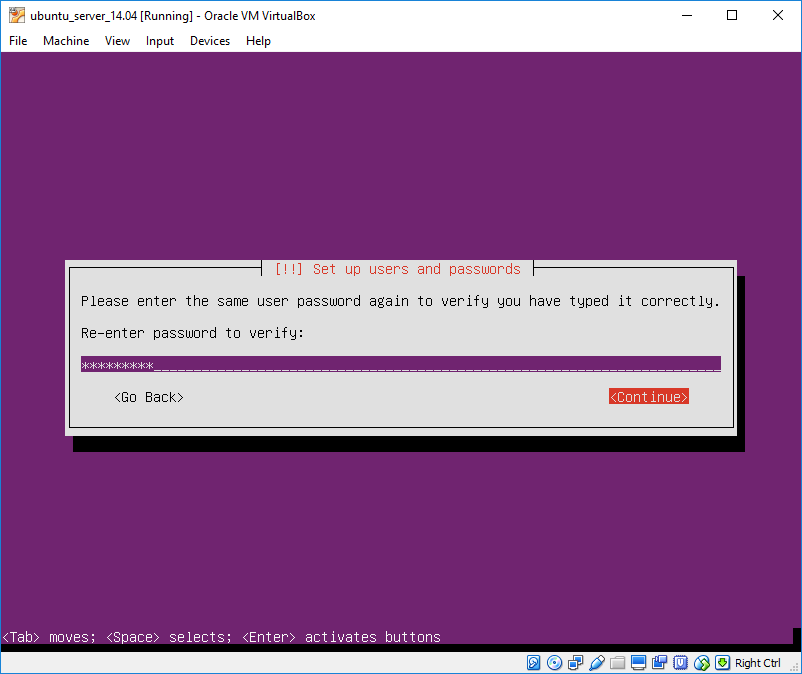 ubuntu_server_14.04 [Running] - Oracle VM VirtualBox
File Machine View Input Devices Help
[!!] Set up users and passwords
Please enter the same user password again to verify you have typed it correctly.
Re-enter password to verify:
*********
<Go Back> <Continue>
<Tab> moves; <Space> selects; <Enter> activates buttons
Right Ctrl